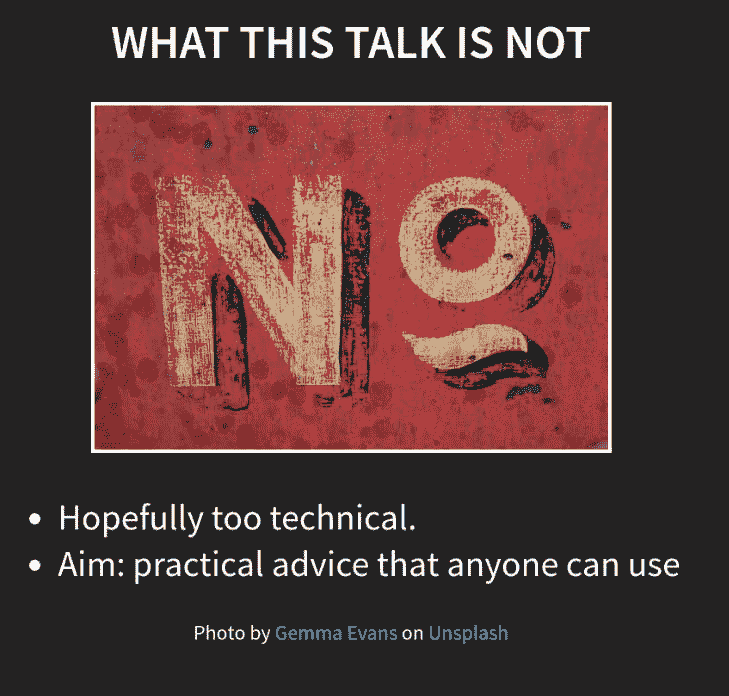 WHAT THIS TALK IS NOT
No
• Hopefully too technical.
• Aim: practical advice that anyone can use
Photo by Gemma Evans on Unsplash